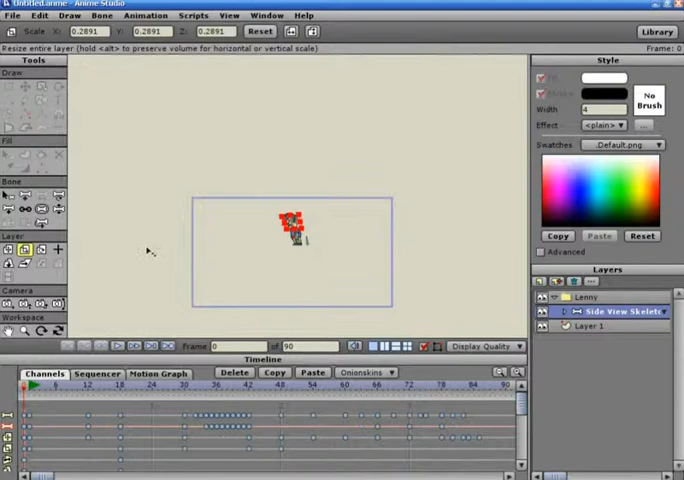 Untitled.anme - Anime Studio
File Edit Draw Bone Animation Scripts View Window Help
Scale X: 0.2891 Y: 0.2891 Z: 0.2891 Reset Library
Resize entire layer (hold <alt> to preserve volume for horizontal or vertical scale) Frame: 0
Tools
Draw
Fill
Bone
Layer
Camera
Workspace
Style
No Brush
Width 4
Effect <plain>
Swatches .Default.png
Copy Paste Reset
Advanced
Layers
Lenny
Side View Skelet
Layer 1
Frame 0 of 90 Display Quality
Timeline
Channels Sequencer Motion Graph Delete Copy Paste Onionskins
0 6 12 18 24 30 36 42 48 54 60 66 72 78 84 90